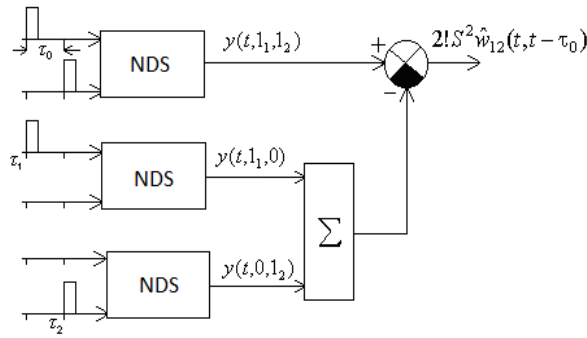 τ₀
NDS
y(t,1₁,1₂)
+
−
2!S²ŵ₁₂(t,t−τ₀)
τ₁
NDS
y(t,1₁,0)
Σ
τ₂
NDS
y(t,0,1₂)